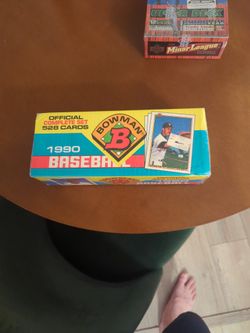 Minor League
OFFICIAL
COMPLETE SET
528 CARDS
BOWMAN
B
1990
BASEBALL